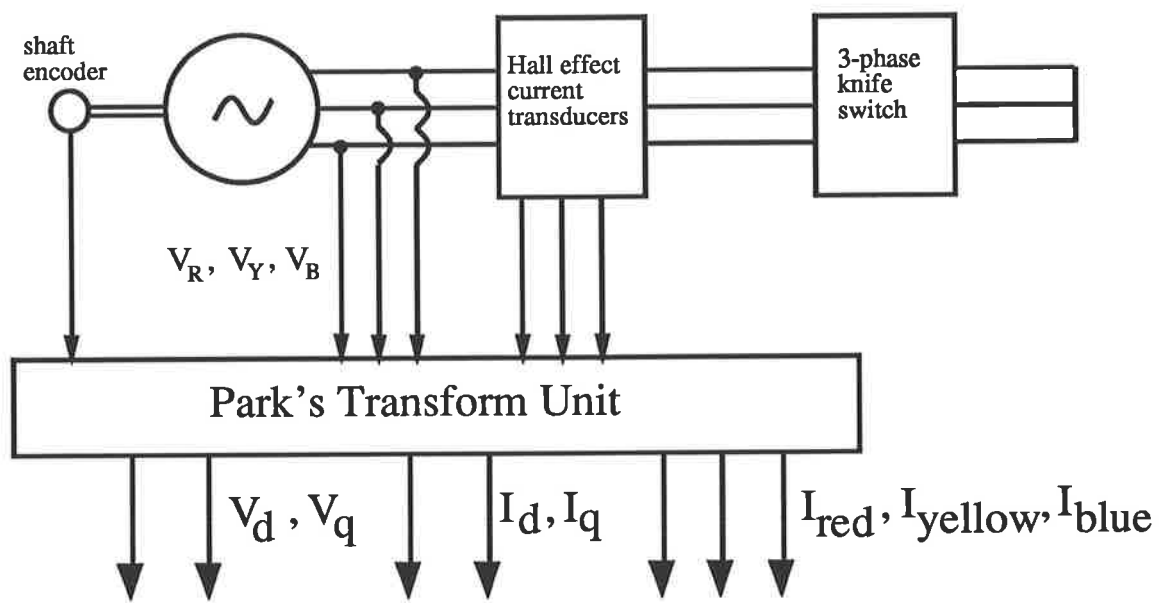 shaft
encoder
Hall effect
current
transducers
3-phase
knife
switch
V_R, V_Y, V_B
Park's Transform Unit
V_d , V_q
I_d, I_q
I_red, I_yellow, I_blue